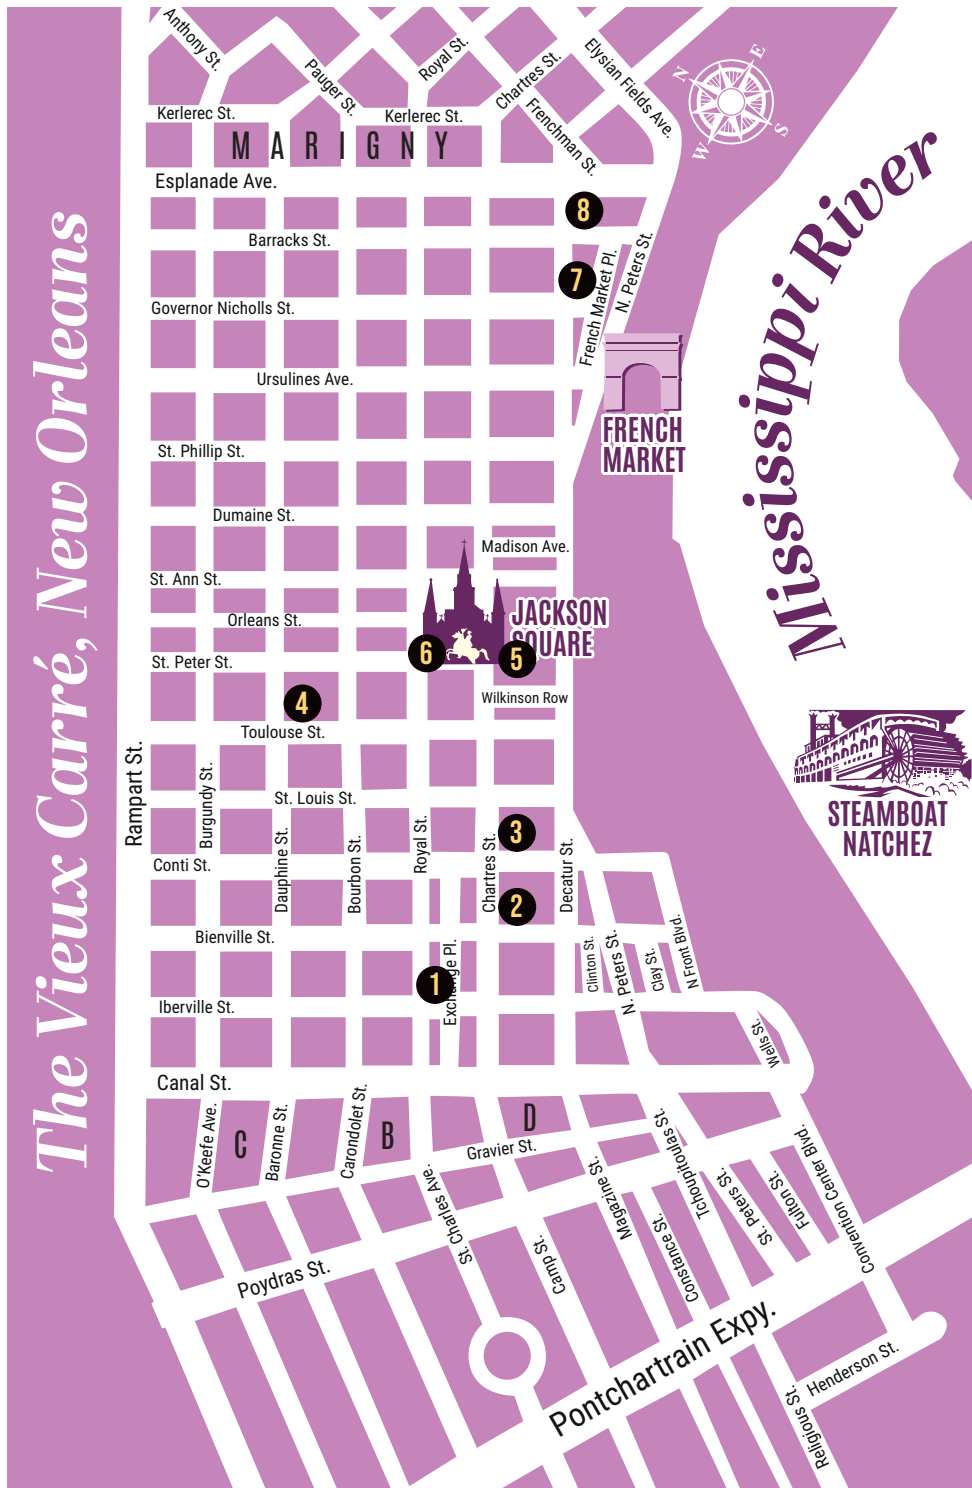 The Vieux Carré, New Orleans
Anthony St.
Pauger St.
Royal St.
Chartres St.
Elysian Fields Ave.
Frenchman St.
Kerlerec St.
Kerlerec St.
MARIGNY
N
E
S
W
Mississippi River
Esplanade Ave.
8
Barracks St.
7
French Market Pl.
N. Peters St.
Governor Nicholls St.
FRENCH
MARKET
Ursulines Ave.
St. Phillip St.
Dumaine St.
Madison Ave.
St. Ann St.
JACKSON
SQUARE
Orleans St.
6
5
St. Peter St.
Wilkinson Row
4
Toulouse St.
STEAMBOAT
NATCHEZ
Rampart St.
Burgundy St.
St. Louis St.
Dauphine St.
Bourbon St.
Royal St.
Chartres St.
Decatur St.
3
Conti St.
2
Bienville St.
Exchange Pl.
1
Clinton St.
N. Peters St.
Clay St.
N Front Blvd.
Iberville St.
Wells St.
Canal St.
O'Keefe Ave.
C
Baronne St.
Carondolet St.
B
D
Gravier St.
St. Charles Ave.
Camp St.
Magazine St.
Constance St.
Tchoupitoulas St.
St. Peters St.
Fulton St.
Convention Center Blvd.
Poydras St.
Pontchartrain Expy.
Religious St.
Henderson St.